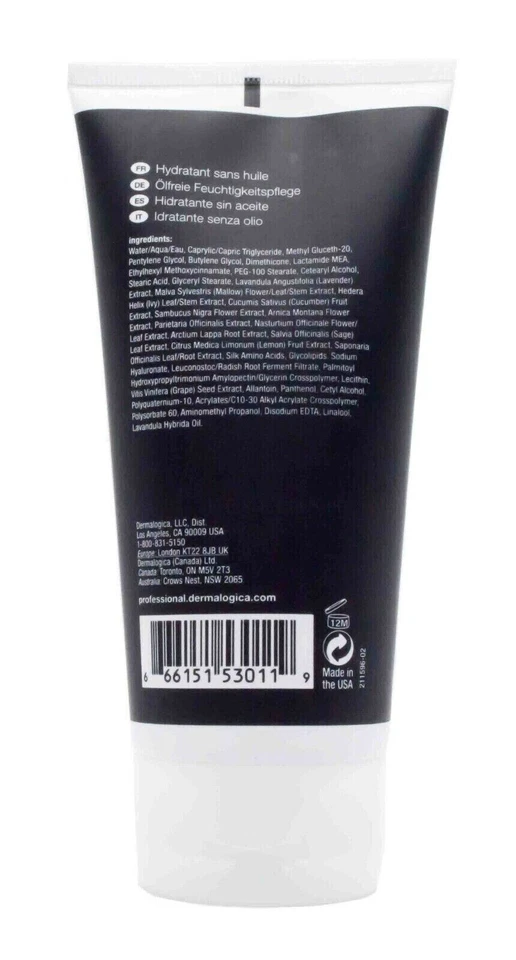 FR Hydratant sans huile
DE Ölfreie Feuchtigkeitspflege
ES Hidratante sin aceite
IT Idratante senza olio
ingredients:
Water/Aqua/Eau, Caprylic/Capric Triglyceride, Methyl Gluceth-20,
Pentylene Glycol, Butylene Glycol, Dimethicone, Lactamide MEA,
Ethylhexyl Methoxycinnamate, PEG-100 Stearate, Cetearyl Alcohol,
Stearic Acid, Glyceryl Stearate, Lavandula Angustifolia (Lavender)
Extract, Malva Sylvestris (Mallow) Flower/Leaf/Stem Extract, Hedera
Helix (Ivy) Leaf/Stem Extract, Cucumis Sativus (Cucumber) Fruit
Extract, Sambucus Nigra Flower Extract, Arnica Montana Flower
Extract, Parietaria Officinalis Extract, Nasturtium Officinale Flower/
Leaf Extract, Arctium Lappa Root Extract, Salvia Officinalis (Sage)
Leaf Extract, Citrus Medica Limonum (Lemon) Fruit Extract, Saponaria
Officinalis Leaf/Root Extract, Silk Amino Acids, Glycolipids, Sodium
Hyaluronate, Leuconostoc/Radish Root Ferment Filtrate, Palmitoyl
Hydroxypropyltrimonium Amylopectin/Glycerin Crosspolymer, Lecithin,
Vitis Vinifera (Grape) Seed Extract, Allantoin, Panthenol, Cetyl Alcohol,
Polyquaternium-10, Acrylates/C10-30 Alkyl Acrylate Crosspolymer,
Polysorbate 60, Aminomethyl Propanol, Disodium EDTA, Linalool,
Lavandula Hybrida Oil.
Dermalogica, LLC, Dist.
Los Angeles, CA 90009 USA
1-800-831-5150
Europe: London KT22 8JB UK
Dermalogica (Canada) Ltd.
Canada: Toronto, ON M5V 2T3
Australia: Crows Nest, NSW 2065
professional.dermalogica.com
6 66151 53011 9
12M
Made in
the USA
211596-02